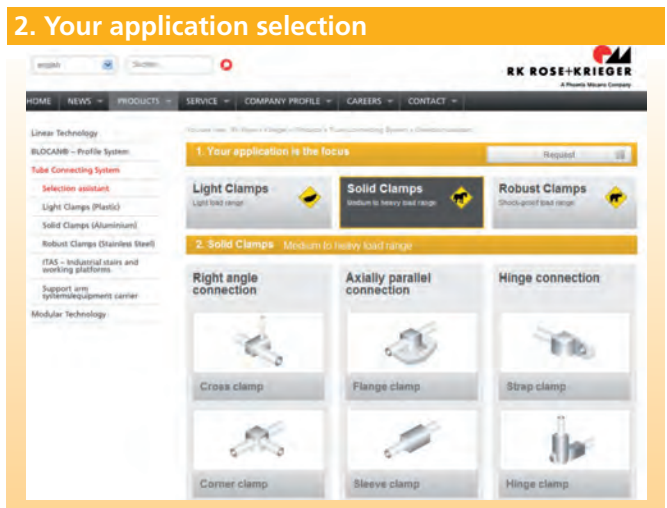 2. Your application selection
english
Suchen...
RK ROSE+KRIEGER
A Phoenix Mecano Company
HOME NEWS PRODUCTS SERVICE COMPANY PROFILE CAREERS CONTACT
Linear Technology
BLOCAN® – Profile System
Tube Connecting System
Selection assistant
Light Clamps (Plastic)
Solid Clamps (Aluminium)
Robust Clamps (Stainless Steel)
ITAS – Industrial stairs and
working platforms
Support arm
systems/equipment carrier
Modular Technology
1. Your application is the focus
Request
Light Clamps
Light load range
Solid Clamps
Medium to heavy load range
Robust Clamps
Shock-proof load range
2. Solid Clamps Medium to heavy load range
Right angle
connection
Axially parallel
connection
Hinge connection
Cross clamp
Flange clamp
Strap clamp
Corner clamp
Sleeve clamp
Hinge clamp